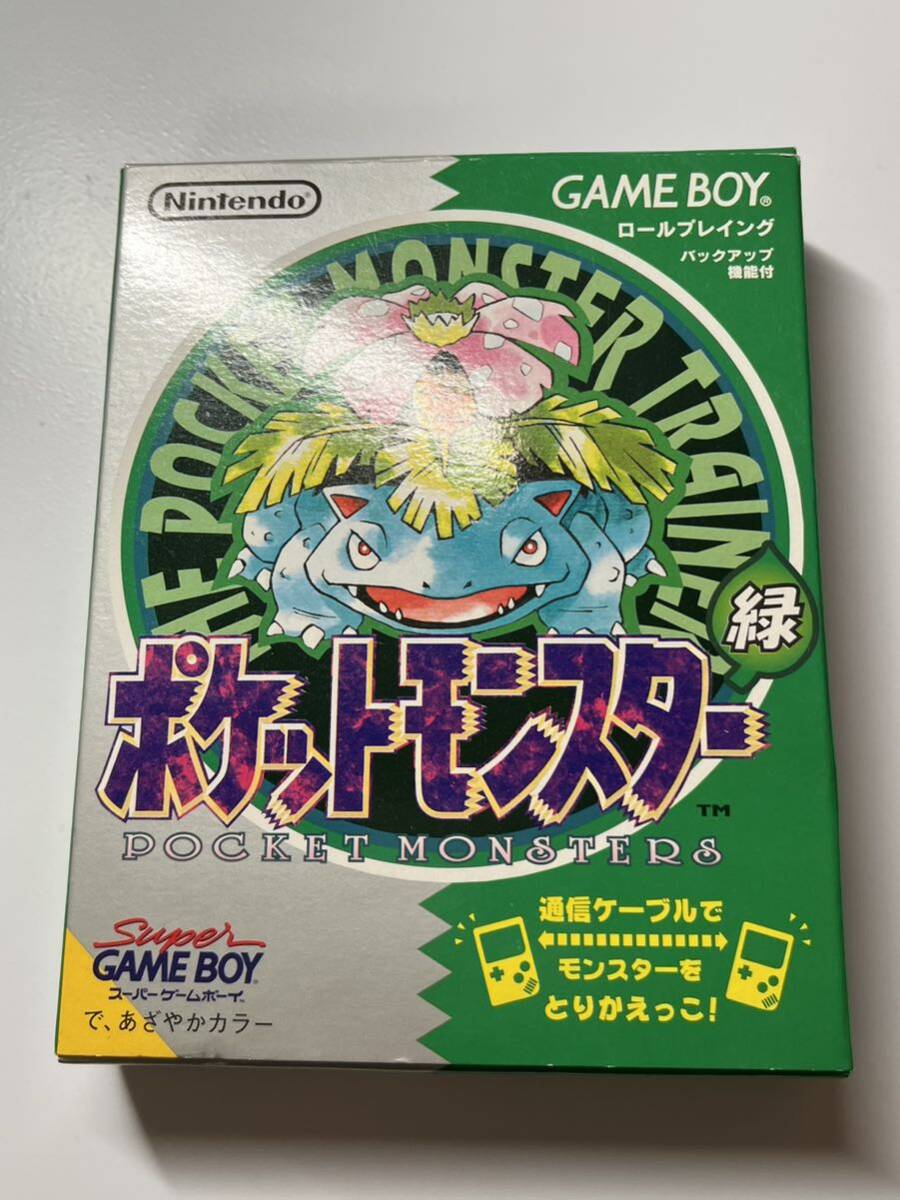 Nintendo
GAME BOY®
ロールプレイング
バックアップ
機能付
THE POCKET MONSTER TRAINER
緑
ポケットモンスター
TM
POCKET MONSTERS
Super
GAME BOY
スーパーゲームボーイ
で、あざやかカラー
通信ケーブルで
モンスターを
とりかえっこ!